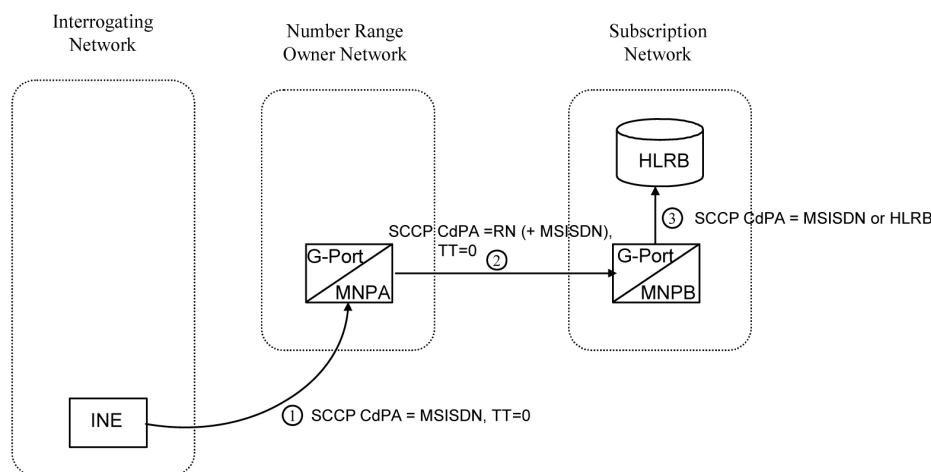 Interrogating
Network
Number Range
Owner Network
Subscription
Network
HLRB
③ SCCP CdPA = MSISDN or HLRB
SCCP CdPA =RN (+ MSISDN),
TT=0
②
G-Port
MNPA
G-Port
MNPB
INE
① SCCP CdPA = MSISDN, TT=0